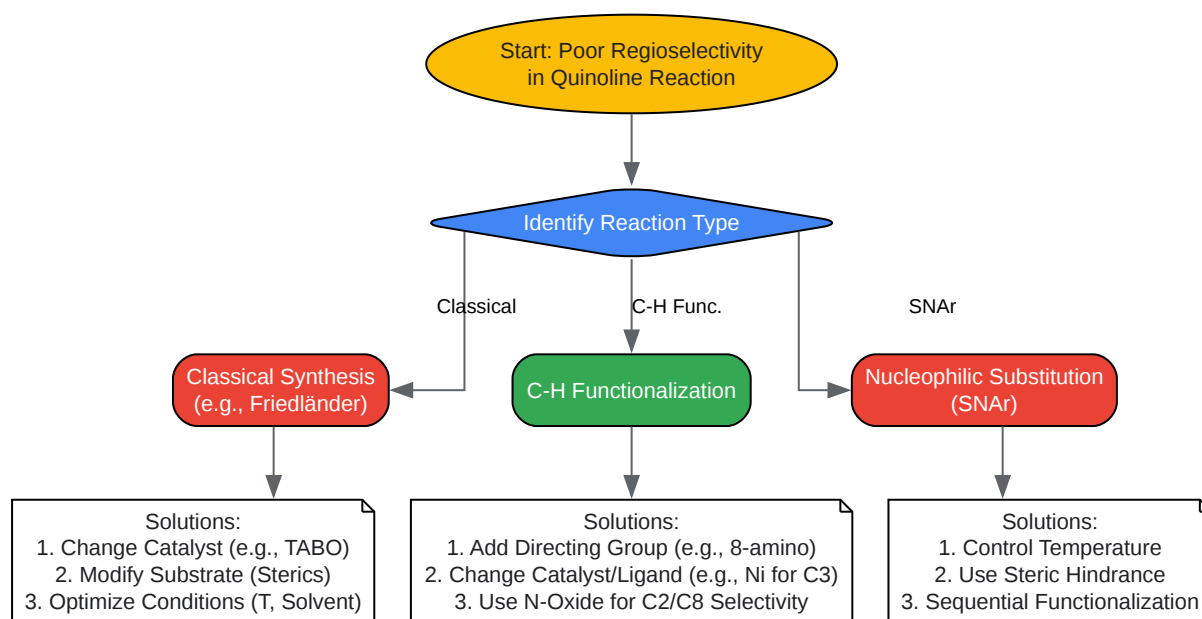 Start: Poor Regioselectivity
in Quinoline Reaction
Identify Reaction Type
Classical
C-H Func.
SNAr
Classical Synthesis
(e.g., Friedländer)
C-H Functionalization
Nucleophilic Substitution
(SNAr)
Solutions:
1. Change Catalyst (e.g., TABO)
2. Modify Substrate (Sterics)
3. Optimize Conditions (T, Solvent)
Solutions:
1. Add Directing Group (e.g., 8-amino)
2. Change Catalyst/Ligand (e.g., Ni for C3)
3. Use N-Oxide for C2/C8 Selectivity
Solutions:
1. Control Temperature
2. Use Steric Hindrance
3. Sequential Functionalization